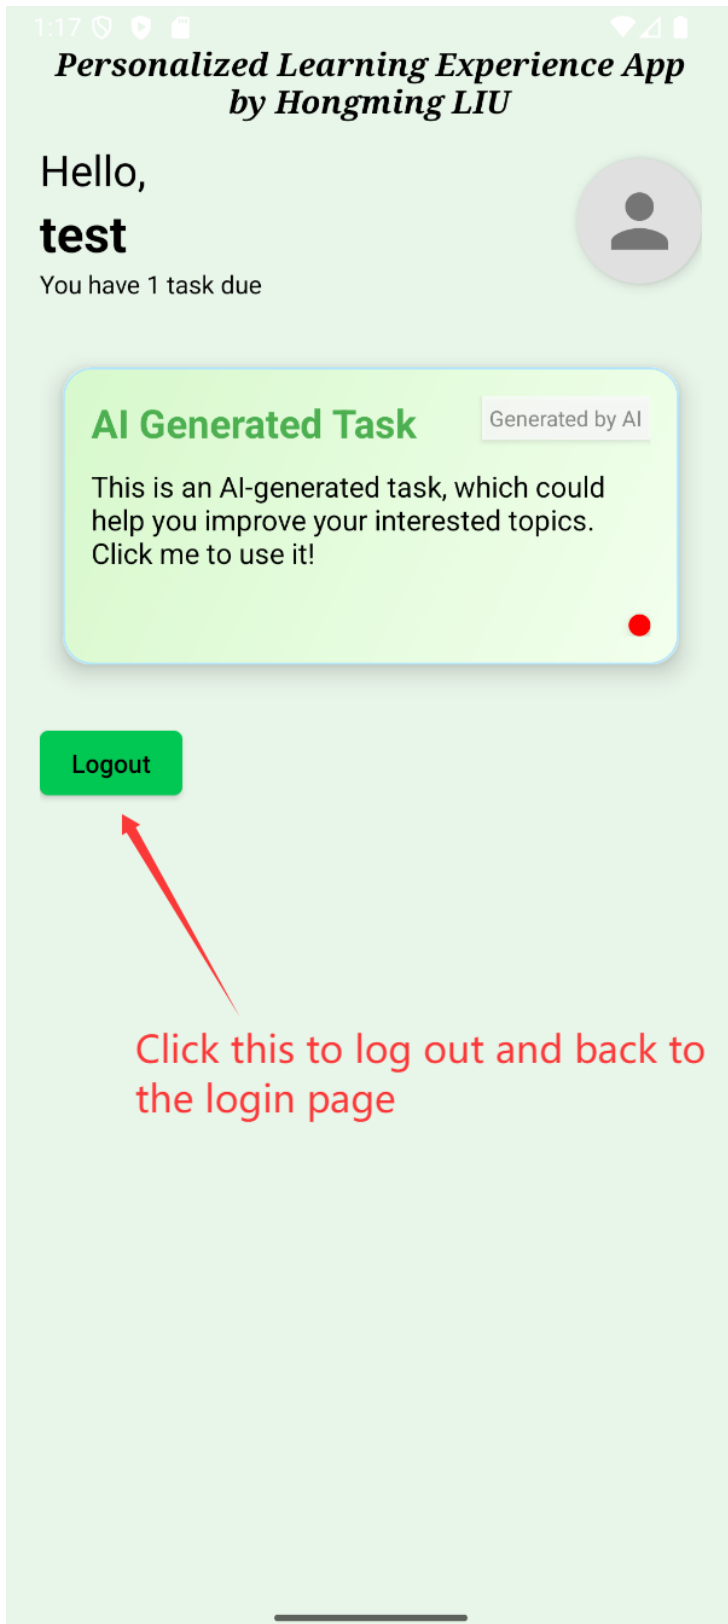 1:17
Personalized Learning Experience App
by Hongming LIU
Hello,
test
You have 1 task due
AI Generated Task
Generated by AI
This is an AI-generated task, which could
help you improve your interested topics.
Click me to use it!
Logout
Click this to log out and back to
the login page